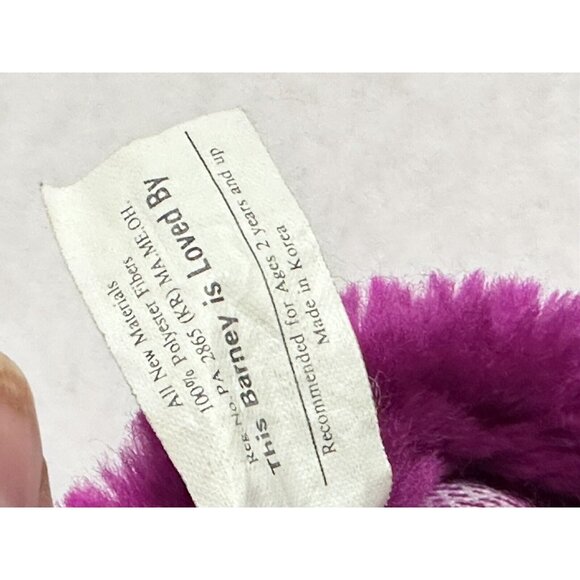 All New Materials
100% Polyester Fibers
REG. NO. PA. 2865 (KR) MA.ME.OH.
This Barney is Loved By
Recommended for Ages 2 years and up
Made in Korea